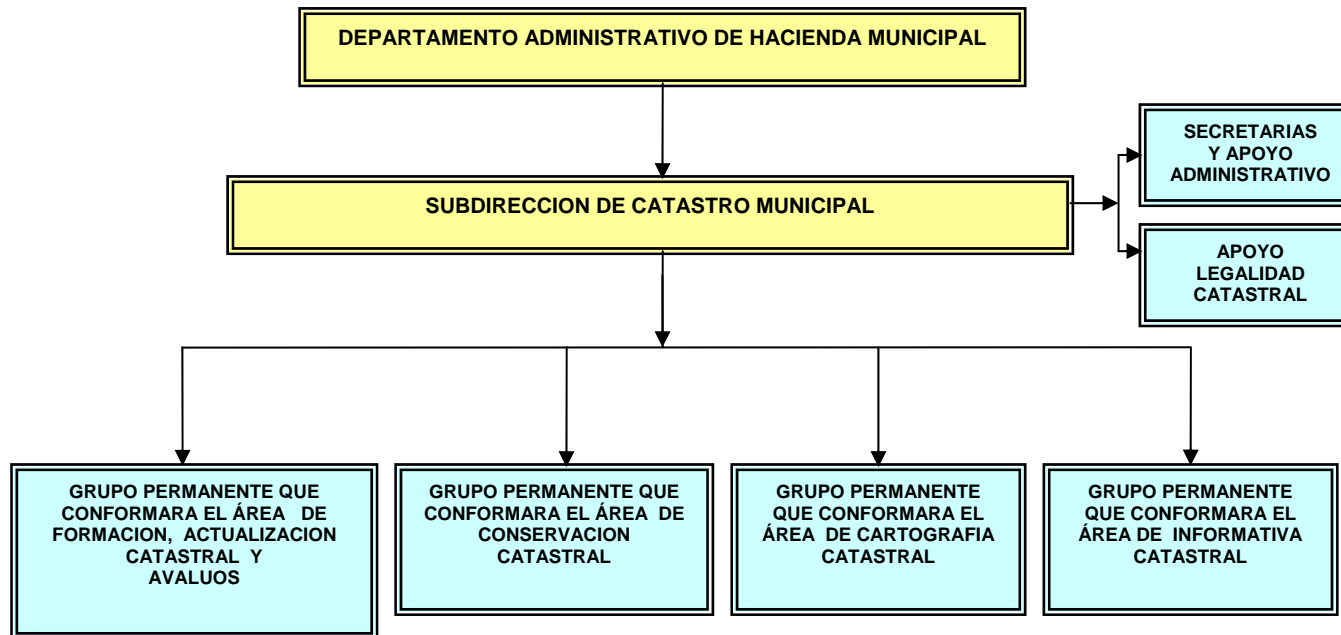 DEPARTAMENTO ADMINISTRATIVO DE HACIENDA MUNICIPAL
SECRETARIAS
Y APOYO
ADMINISTRATIVO
SUBDIRECCION DE CATASTRO MUNICIPAL
APOYO
LEGALIDAD
CATASTRAL
GRUPO PERMANENTE QUE
CONFORMARA EL ÁREA DE
FORMACION, ACTUALIZACION
CATASTRAL Y
AVALUOS
GRUPO PERMANENTE QUE
CONFORMARA EL ÁREA DE
CONSERVACION
CATASTRAL
GRUPO PERMANENTE
QUE CONFORMARA EL
ÁREA DE CARTOGRAFIA
CATASTRAL
GRUPO PERMANENTE
QUE CONFORMARA EL
ÁREA DE INFORMATIVA
CATASTRAL